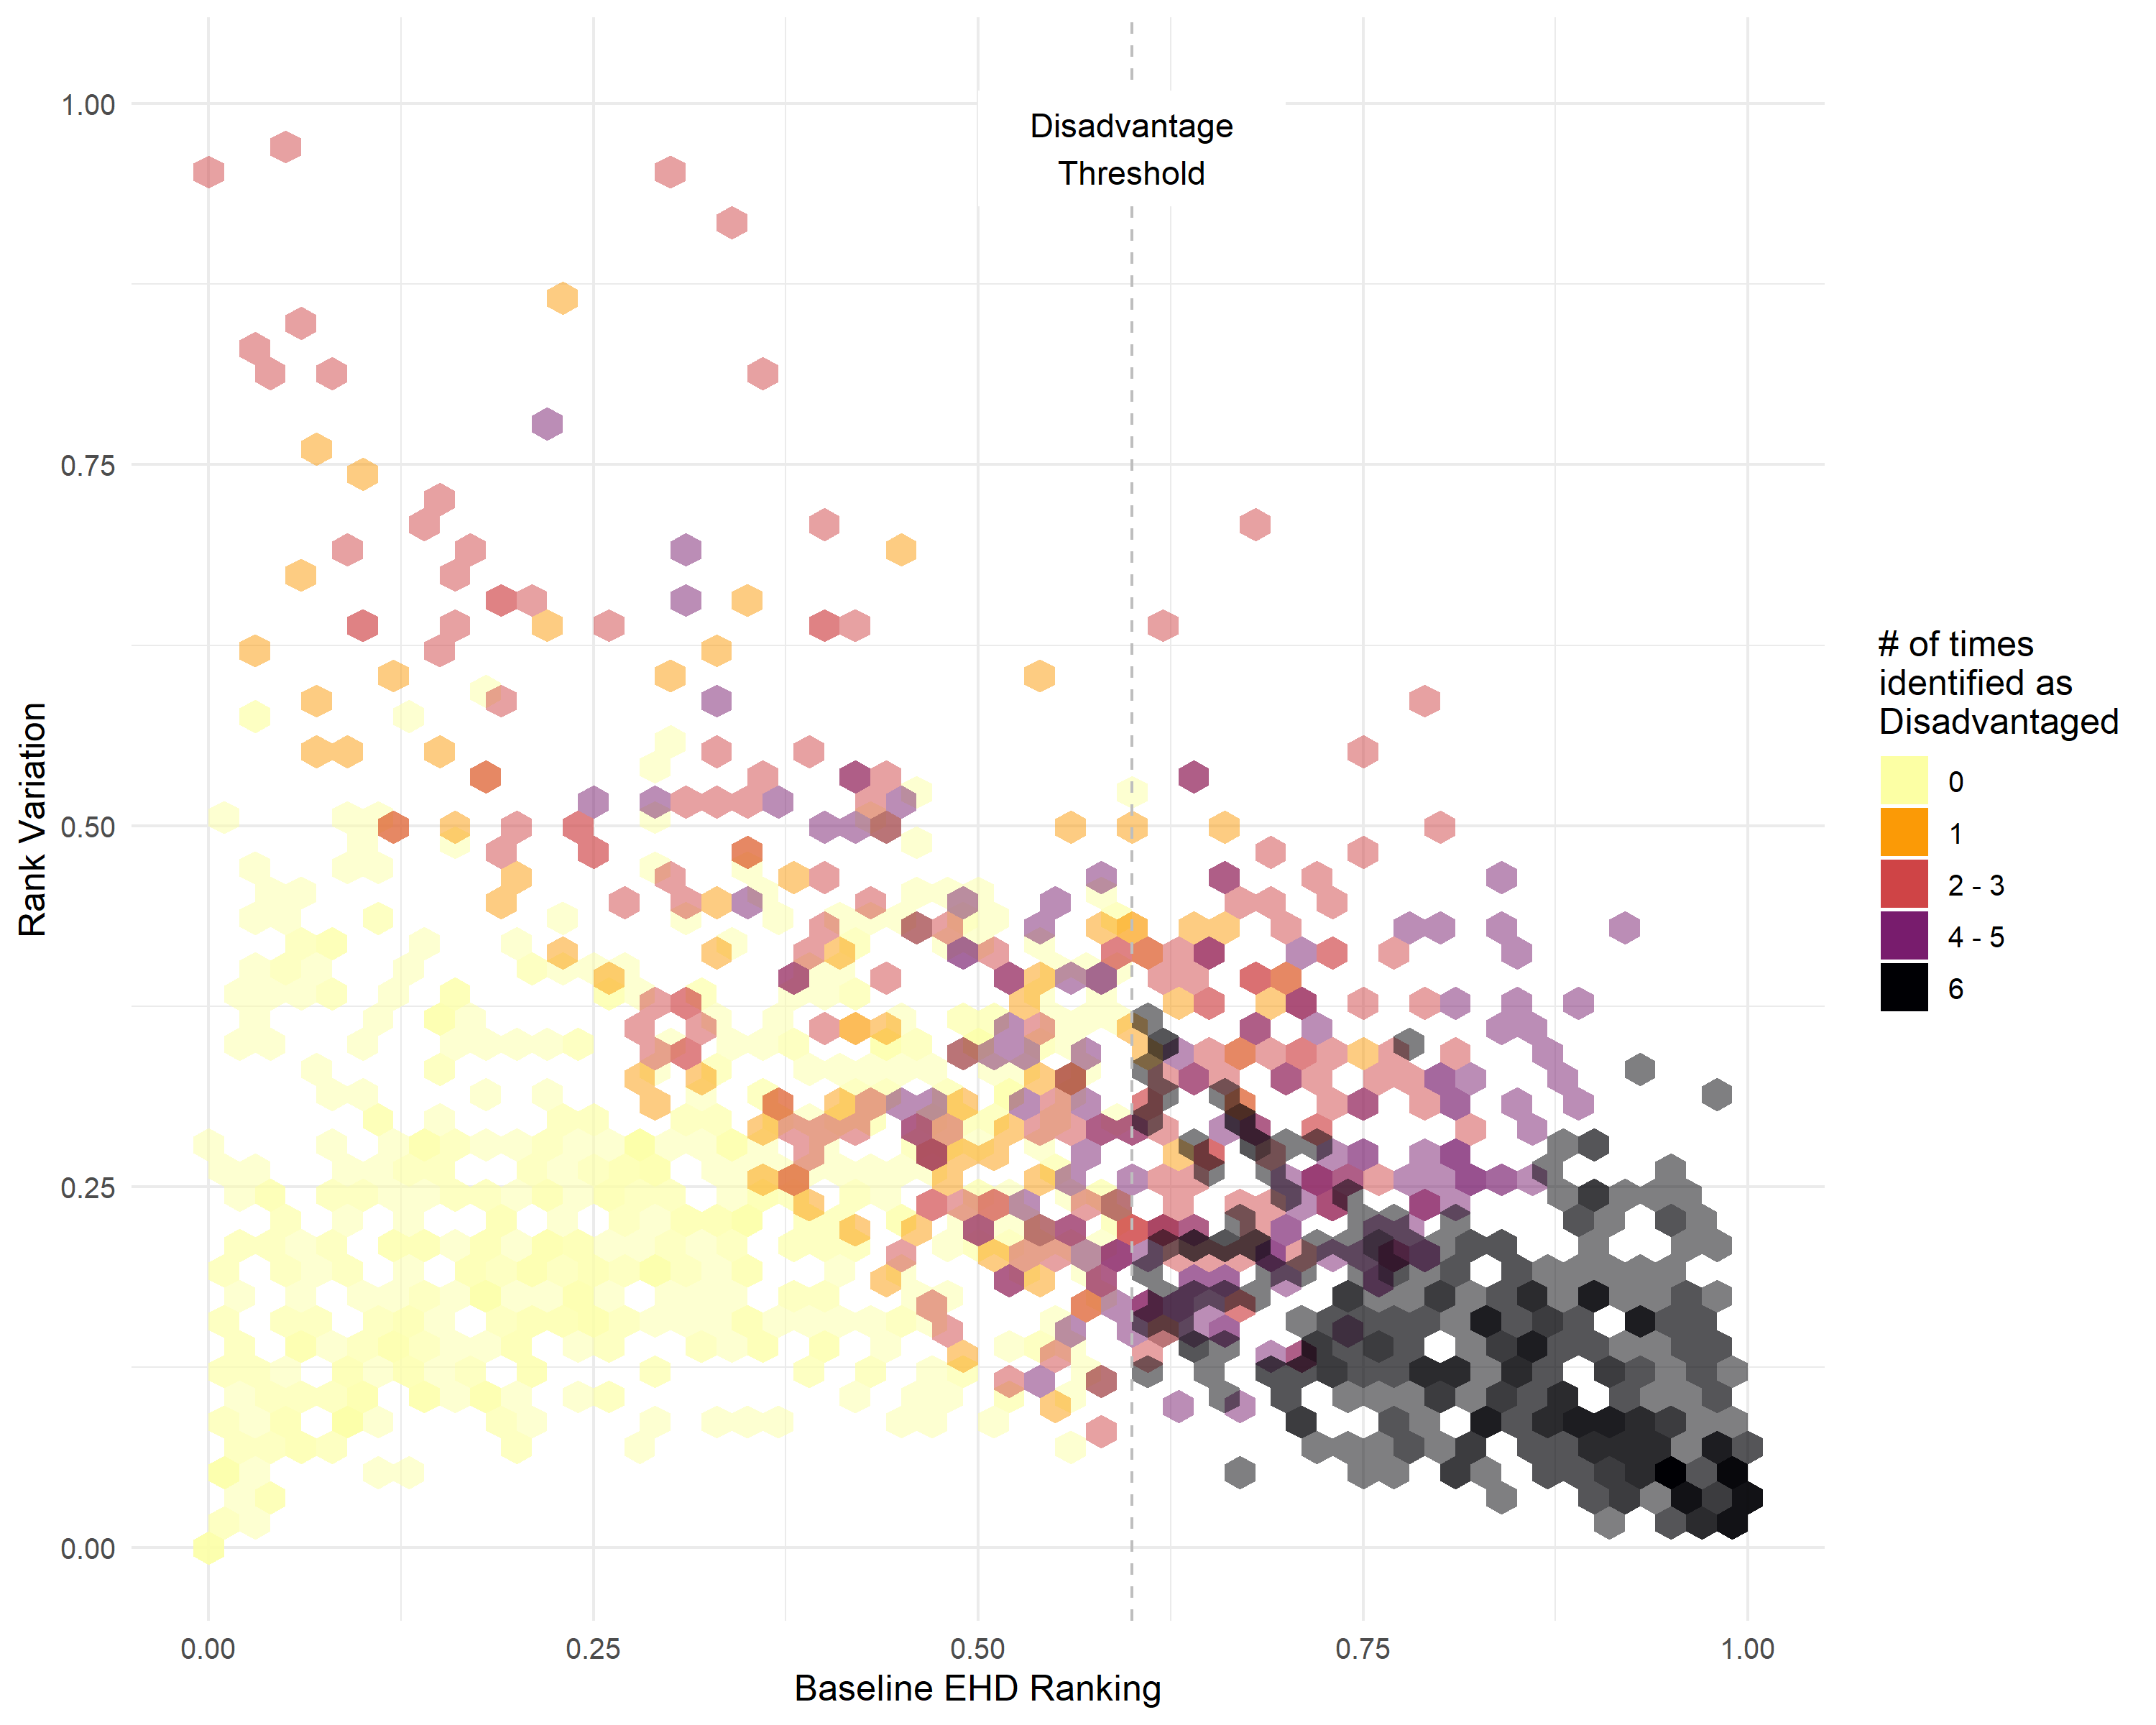 Disadvantage
Threshold
1.00
0.75
0.50
0.25
0.00
Rank Variation
0.00
0.25
0.50
0.75
1.00
Baseline EHD Ranking
# of times
identified as
Disadvantaged
0
1
2 - 3
4 - 5
6